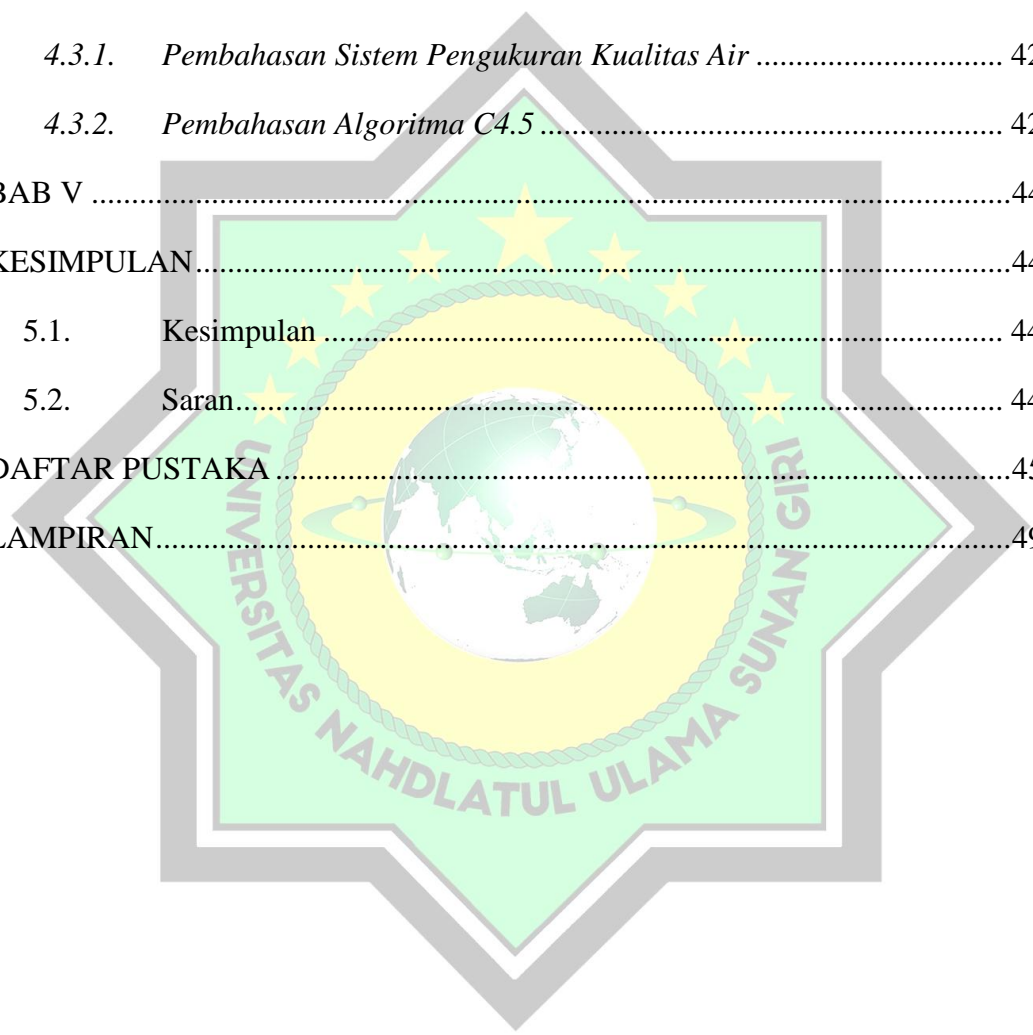 4.3.1. Pembahasan Sistem Pengukuran Kualitas Air ............................... 42
4.3.2. Pembahasan Algoritma C4.5 .......................................................... 42
BAB V ....................................................................................................................44
KESIMPULAN.......................................................................................................44
5.1. Kesimpulan ..................................................................................... 44
5.2. Saran................................................................................................ 44
DAFTAR PUSTAKA ............................................................................................45
LAMPIRAN............................................................................................................49
UNIVERSITAS NAHDLATUL ULAMA SUNAN GIRI